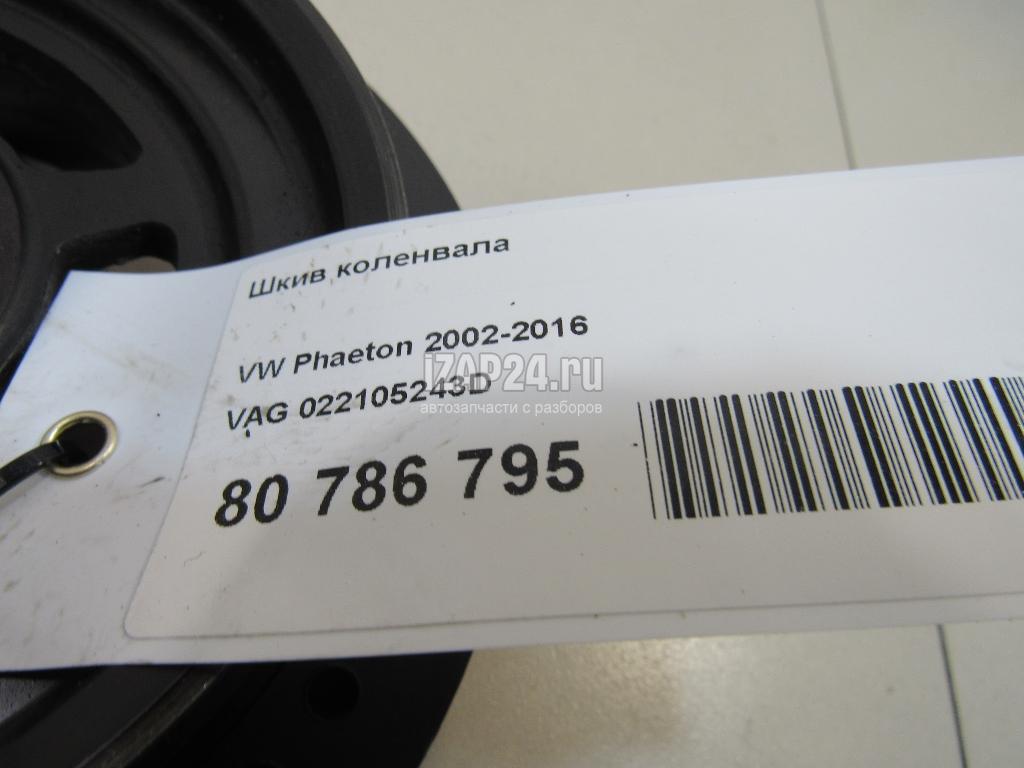 Шкив коленвала
VW Phaeton 2002-2016
iZAP24.ru
VAG 022105243D
автозапчасти с разборов
80 786 795